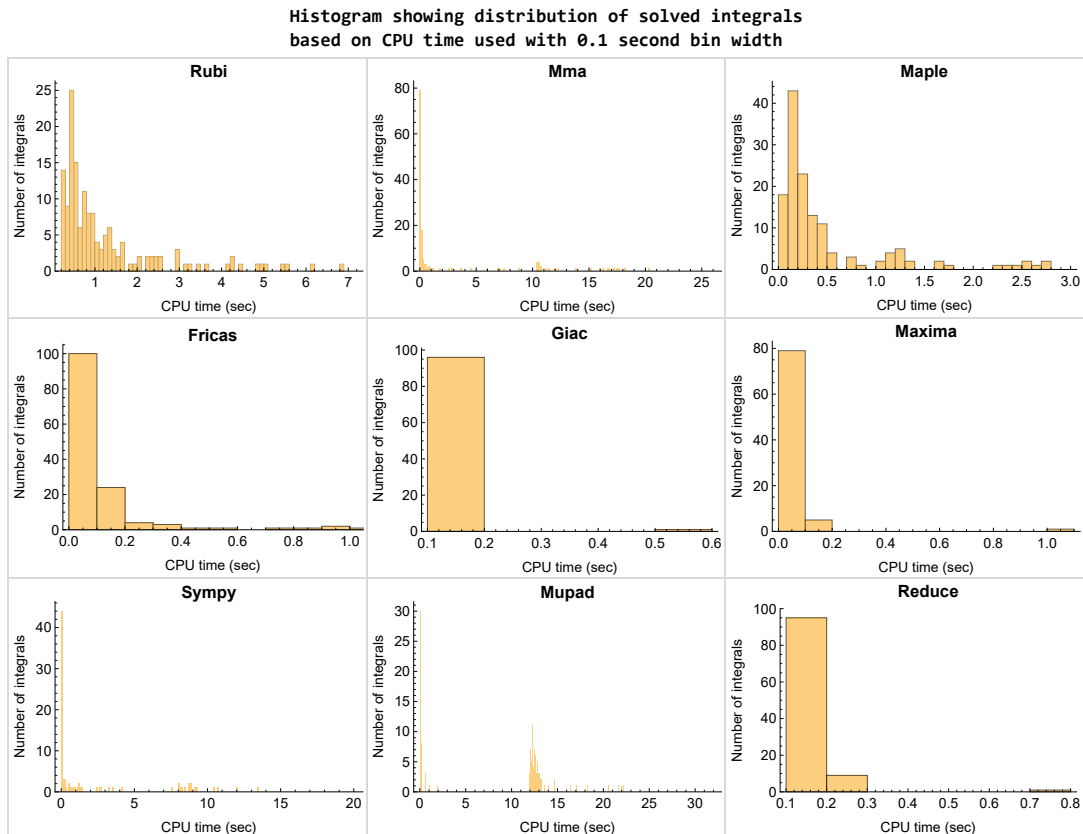 Histogram showing distribution of solved integrals
based on CPU time used with 0.1 second bin width
Rubi
Number of integrals
25
20
15
10
5
0
1 2 3 4 5 6 7
CPU time (sec)
Mma
Number of integrals
80
60
40
20
0
0 5 10 15 20 25
CPU time (sec)
Maple
Number of integrals
40
30
20
10
0
0.0 0.5 1.0 1.5 2.0 2.5 3.0
CPU time (sec)
Fricas
Number of integrals
100
80
60
40
20
0
0.0 0.2 0.4 0.6 0.8 1.0
CPU time (sec)
Giac
Number of integrals
100
80
60
40
20
0
0.1 0.2 0.3 0.4 0.5 0.6
CPU time (sec)
Maxima
Number of integrals
80
60
40
20
0
0.0 0.2 0.4 0.6 0.8 1.0
CPU time (sec)
Sympy
Number of integrals
40
30
20
10
0
0 5 10 15 20
CPU time (sec)
Mupad
Number of integrals
30
25
20
15
10
5
0
0 5 10 15 20 25 30
CPU time (sec)
Reduce
Number of integrals
100
80
60
40
20
0
0.1 0.2 0.3 0.4 0.5 0.6 0.7 0.8
CPU time (sec)